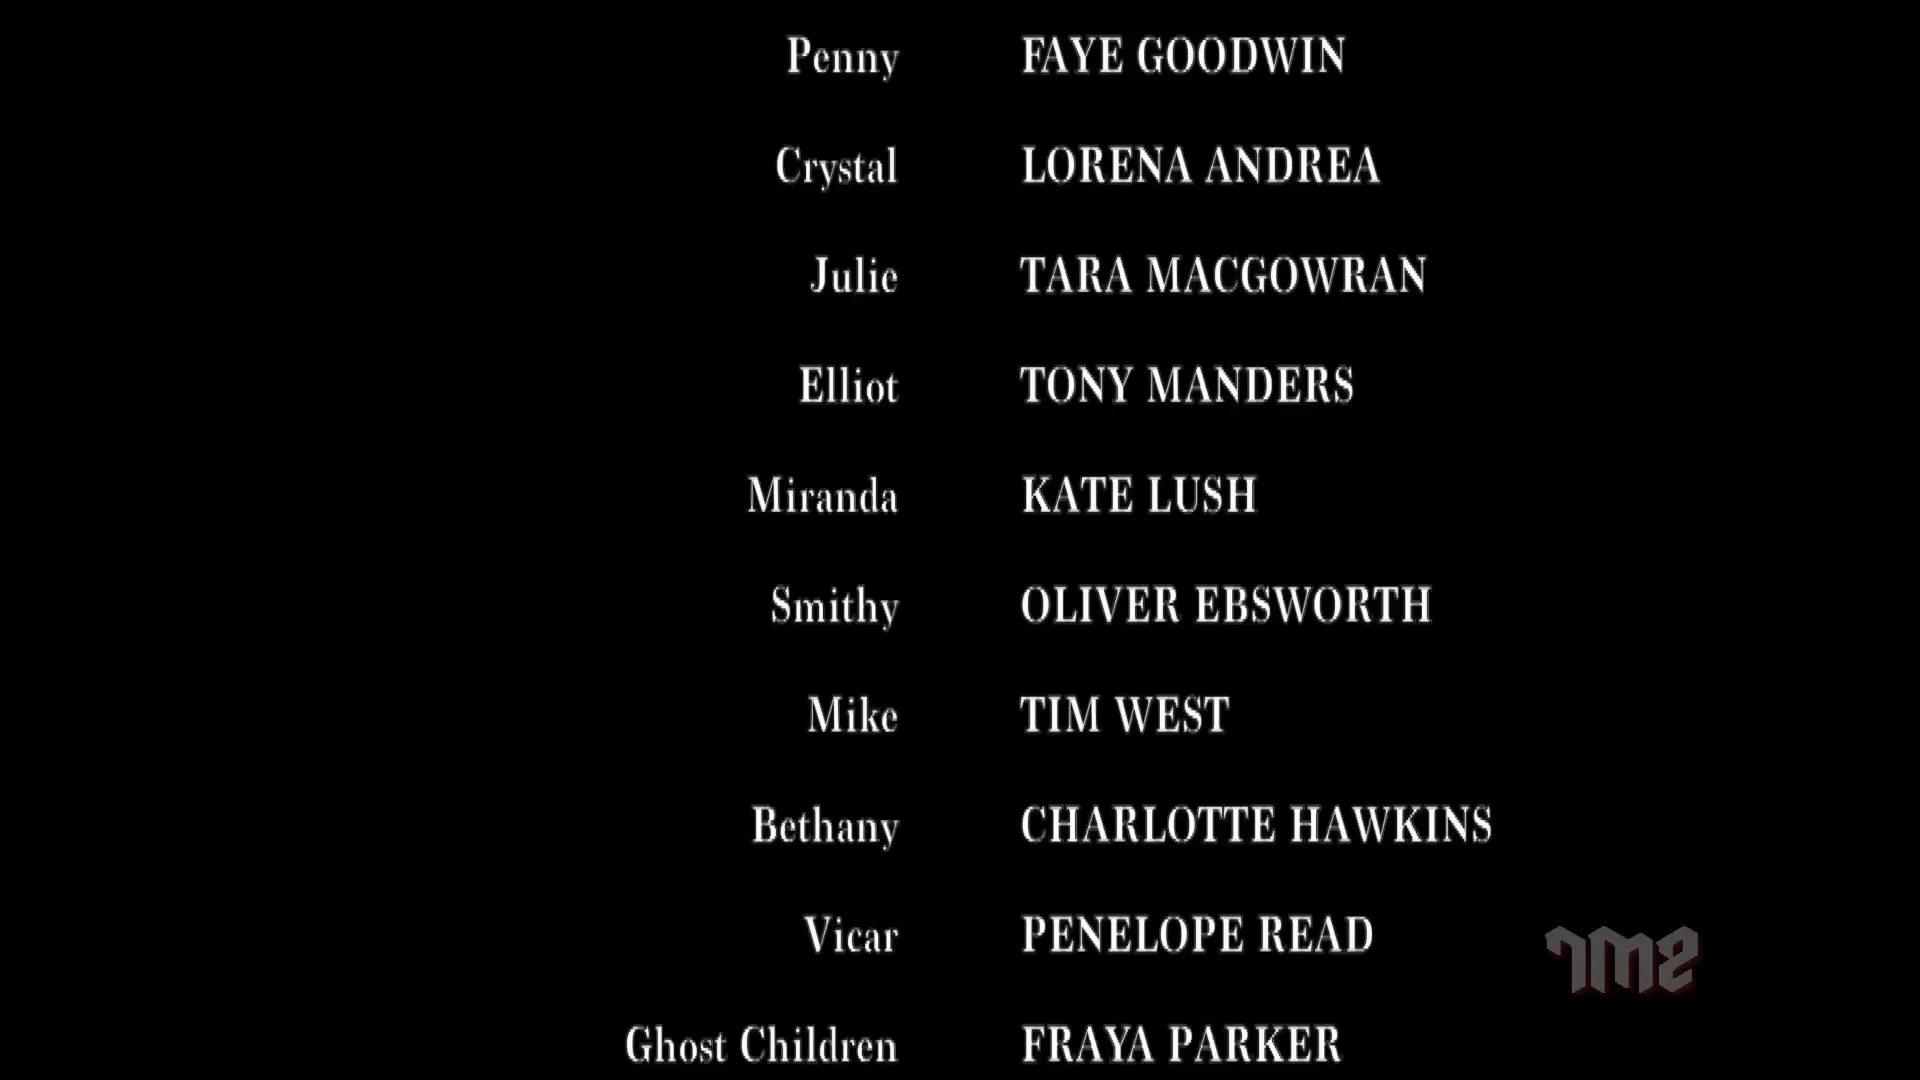 Penny FAYE GOODWIN
Crystal LORENA ANDREA
Julie TARA MACGOWRAN
Elliot TONY MANDERS
Miranda KATE LUSH
Smithy OLIVER EBSWORTH
Mike TIM WEST
Bethany CHARLOTTE HAWKINS
Vicar PENELOPE READ
Ghost Children FRAYA PARKER